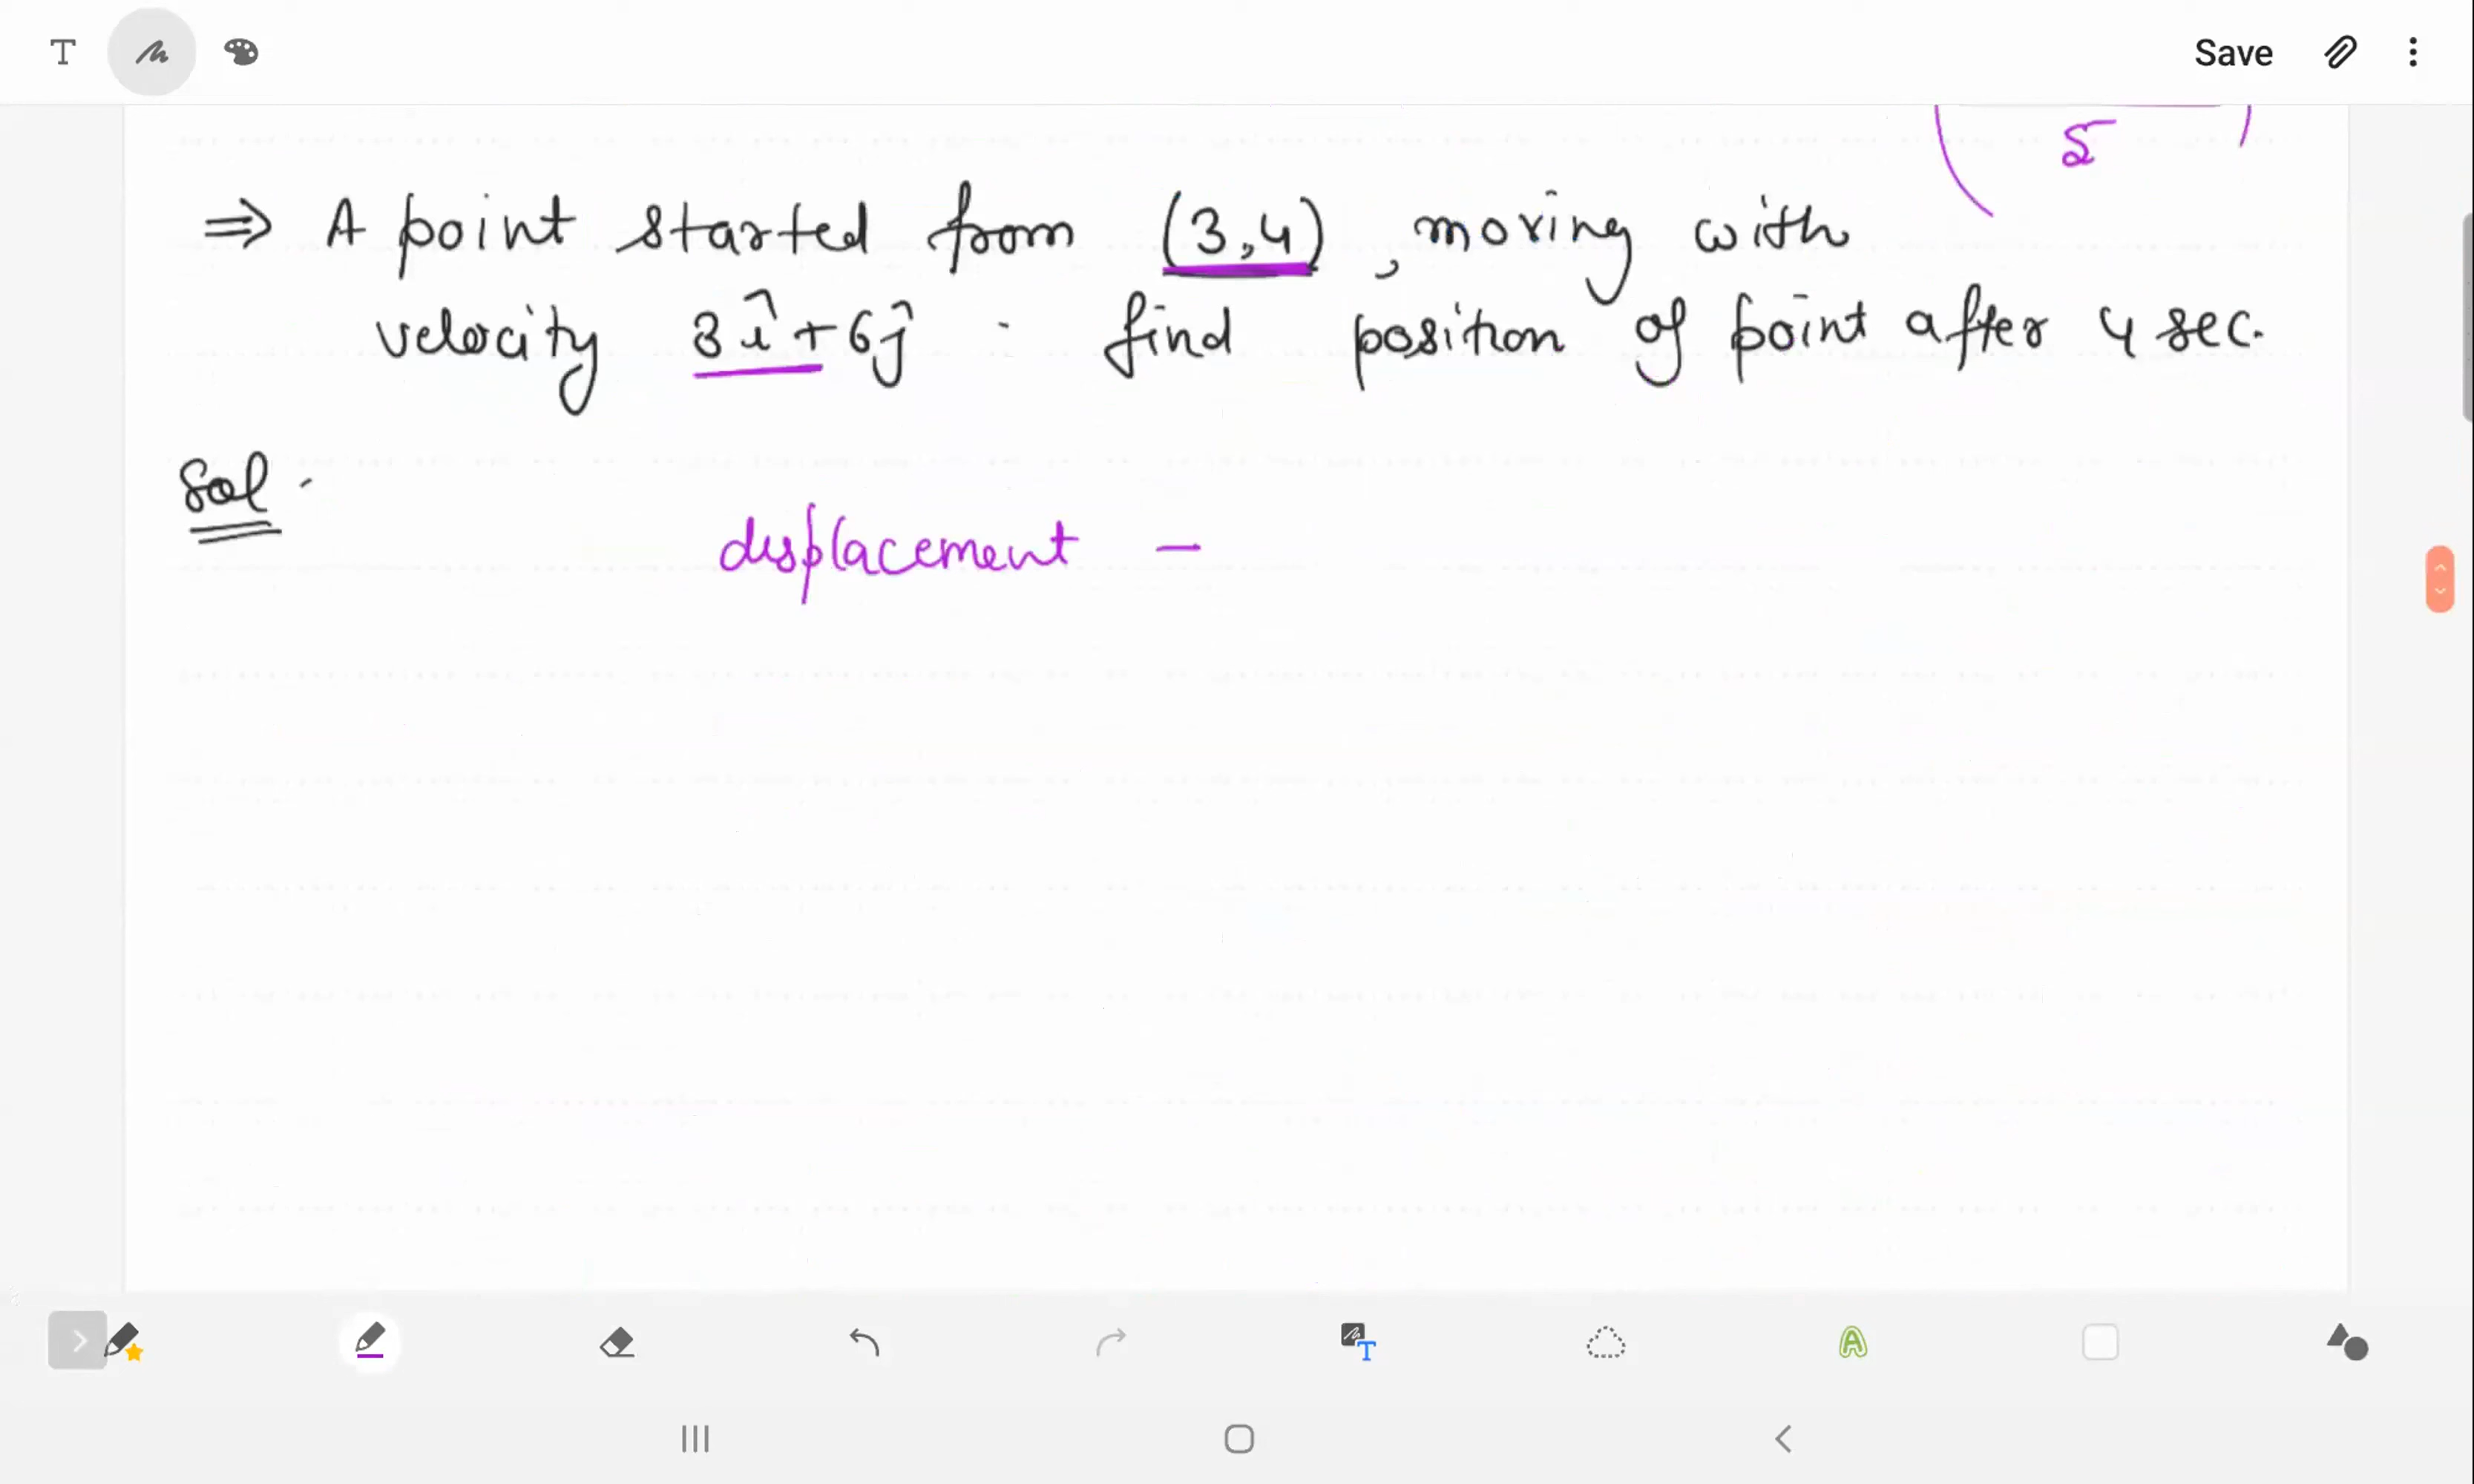 Save
5
⇒ A point started from (3,4), moving with
velocity 3î + 6ĵ . find position of point after 4 sec.
Sol.
displacement –